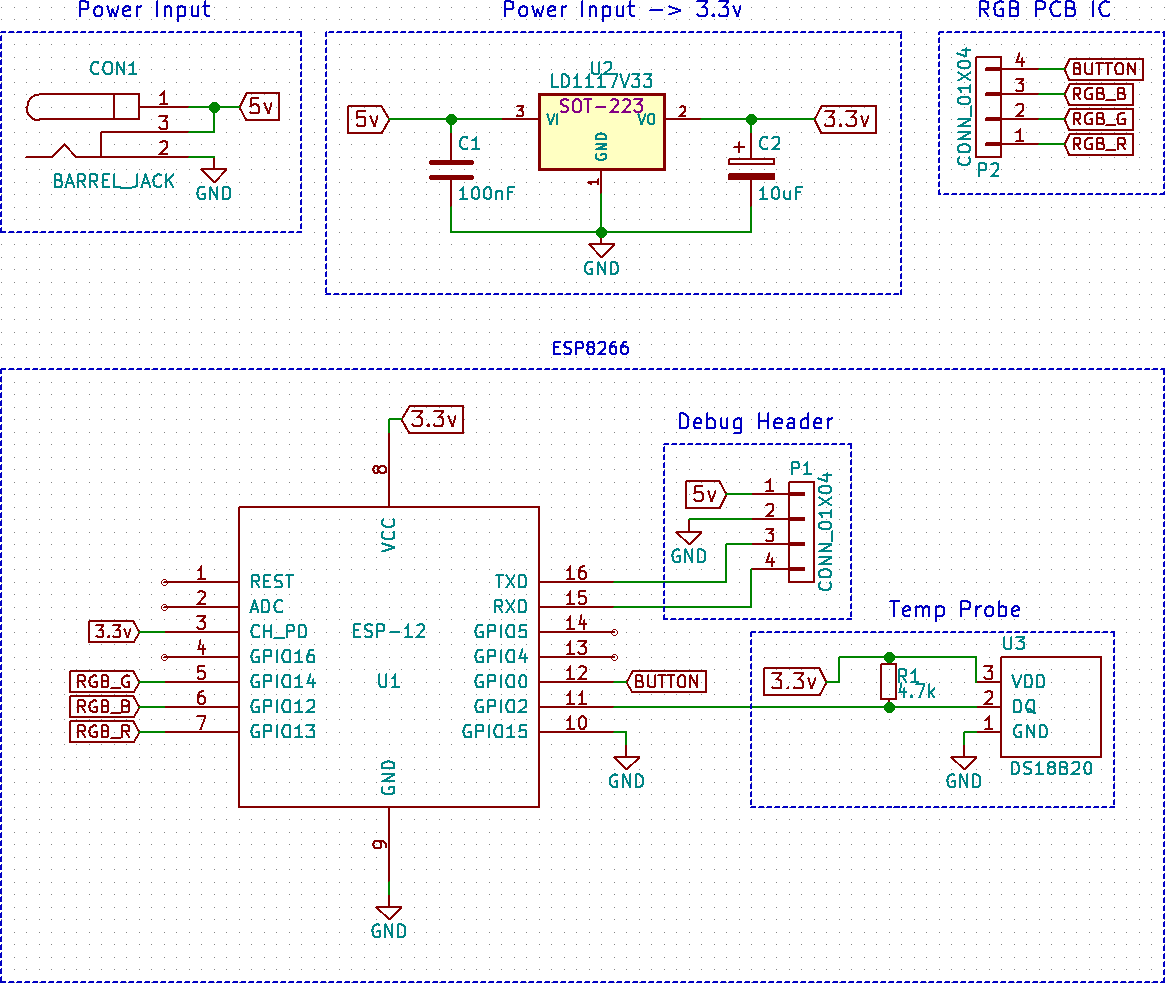 Power Input
CON1
1
3
2
5v
BARREL_JACK
GND
Power Input -> 3.3v
U2
LD1117V33
SOT-223
5v
3
VI
VO
2
3.3v
GND
1
C1
100nF
+
C2
10uF
GND
RGB PCB IC
CONN_01X04
4
BUTTON
3
RGB_B
2
RGB_G
1
RGB_R
P2
ESP8266
3.3v
8
VCC
1
REST
2
ADC
3.3v
3
CH_PD
4
GPIO16
RGB_G
5
GPIO14
RGB_B
6
GPIO12
RGB_R
7
GPIO13
ESP-12
U1
TXD
16
RXD
15
GPIO5
14
GPIO4
13
GPIO0
12
BUTTON
GPIO2
11
GPIO15
10
GND
GND
9
GND
Debug Header
P1
5v
1
2
3
4
GND
CONN_01X04
Temp Probe
U3
3.3v
R1
4.7k
3
VDD
2
DQ
1
GND
GND
DS18B20